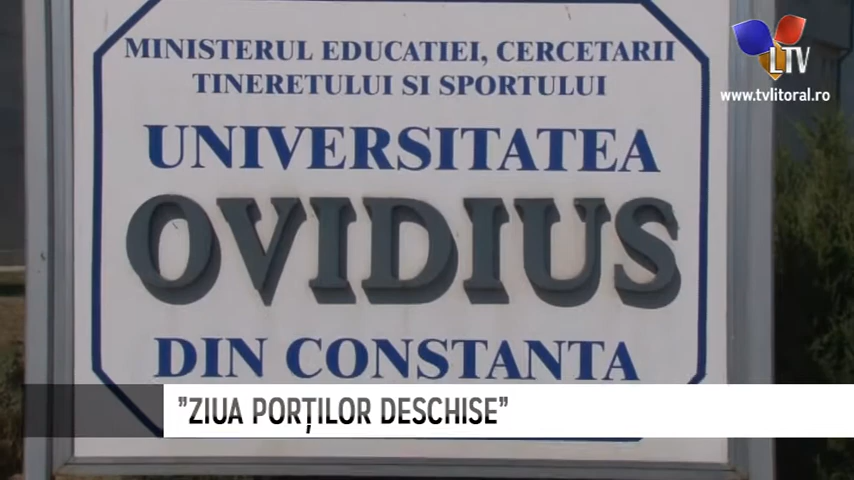 MINISTERUL EDUCATIEI, CERCETARII
TINERETULUI SI SPORTULUI
UNIVERSITATEA
OVIDIUS
DIN CONSTANTA
LTV
www.tvlitoral.ro
"ZIUA PORȚILOR DESCHISE"